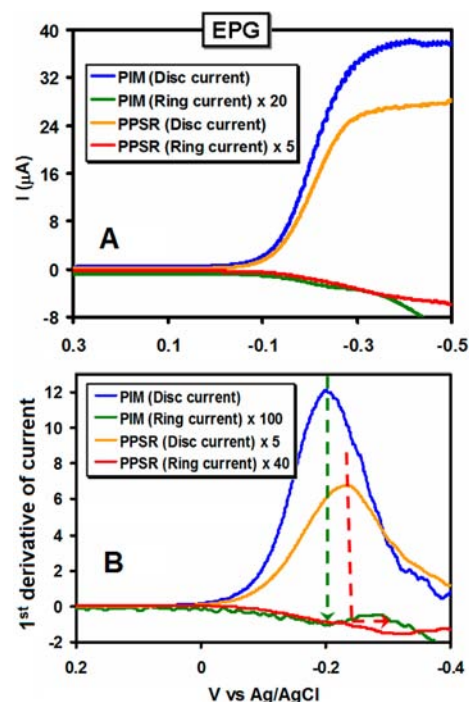 EPG
40
32
24
16
8
0
-8
I (µA)
PIM (Disc current)
PIM (Ring current) x 20
PPSR (Disc current)
PPSR (Ring current) x 5
A
0.3 0.1 -0.1 -0.3 -0.5
12
10
8
6
4
2
0
-2
1st derivative of current
PIM (Disc current)
PIM (Ring current) x 100
PPSR (Disc current) x 5
PPSR (Ring current) x 40
B
0.2 0 -0.2 -0.4
V vs Ag/AgCl